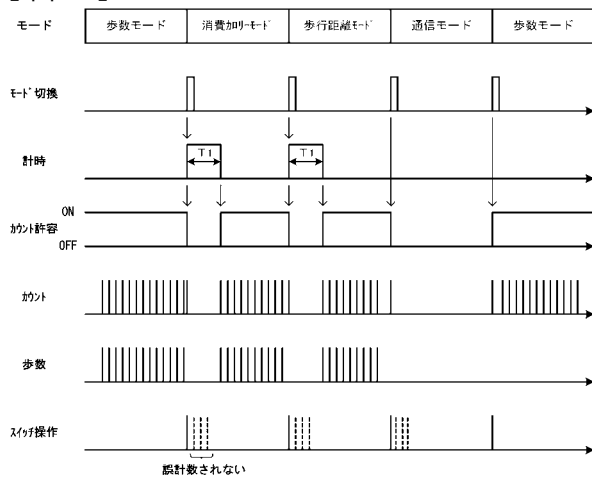 モード 歩数モード 消費カロリーモード 歩行距離モード 通信モード 歩数モード
モード切換
計時 T1 T1
ON
カウント許容
OFF
カウント
歩数
スイッチ操作
誤計数されない